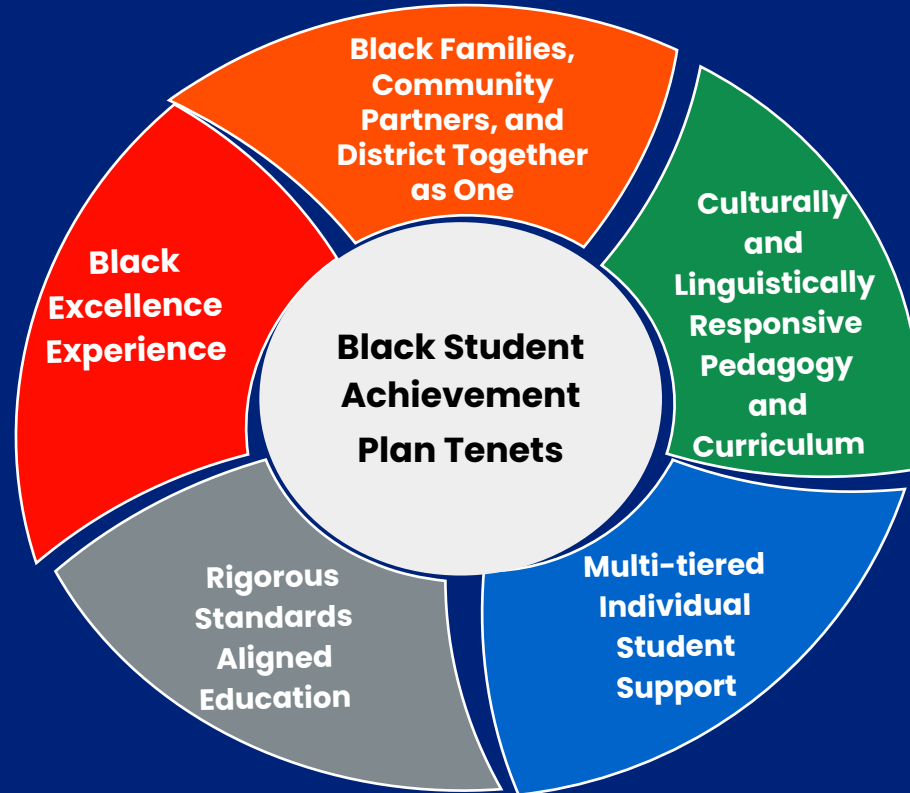 Black Families,
Community
Partners, and
District Together
as One
Culturally
and
Linguistically
Responsive
Pedagogy
and
Curriculum
Multi-tiered
Individual
Student
Support
Rigorous
Standards
Aligned
Education
Black
Excellence
Experience
Black Student
Achievement
Plan Tenets